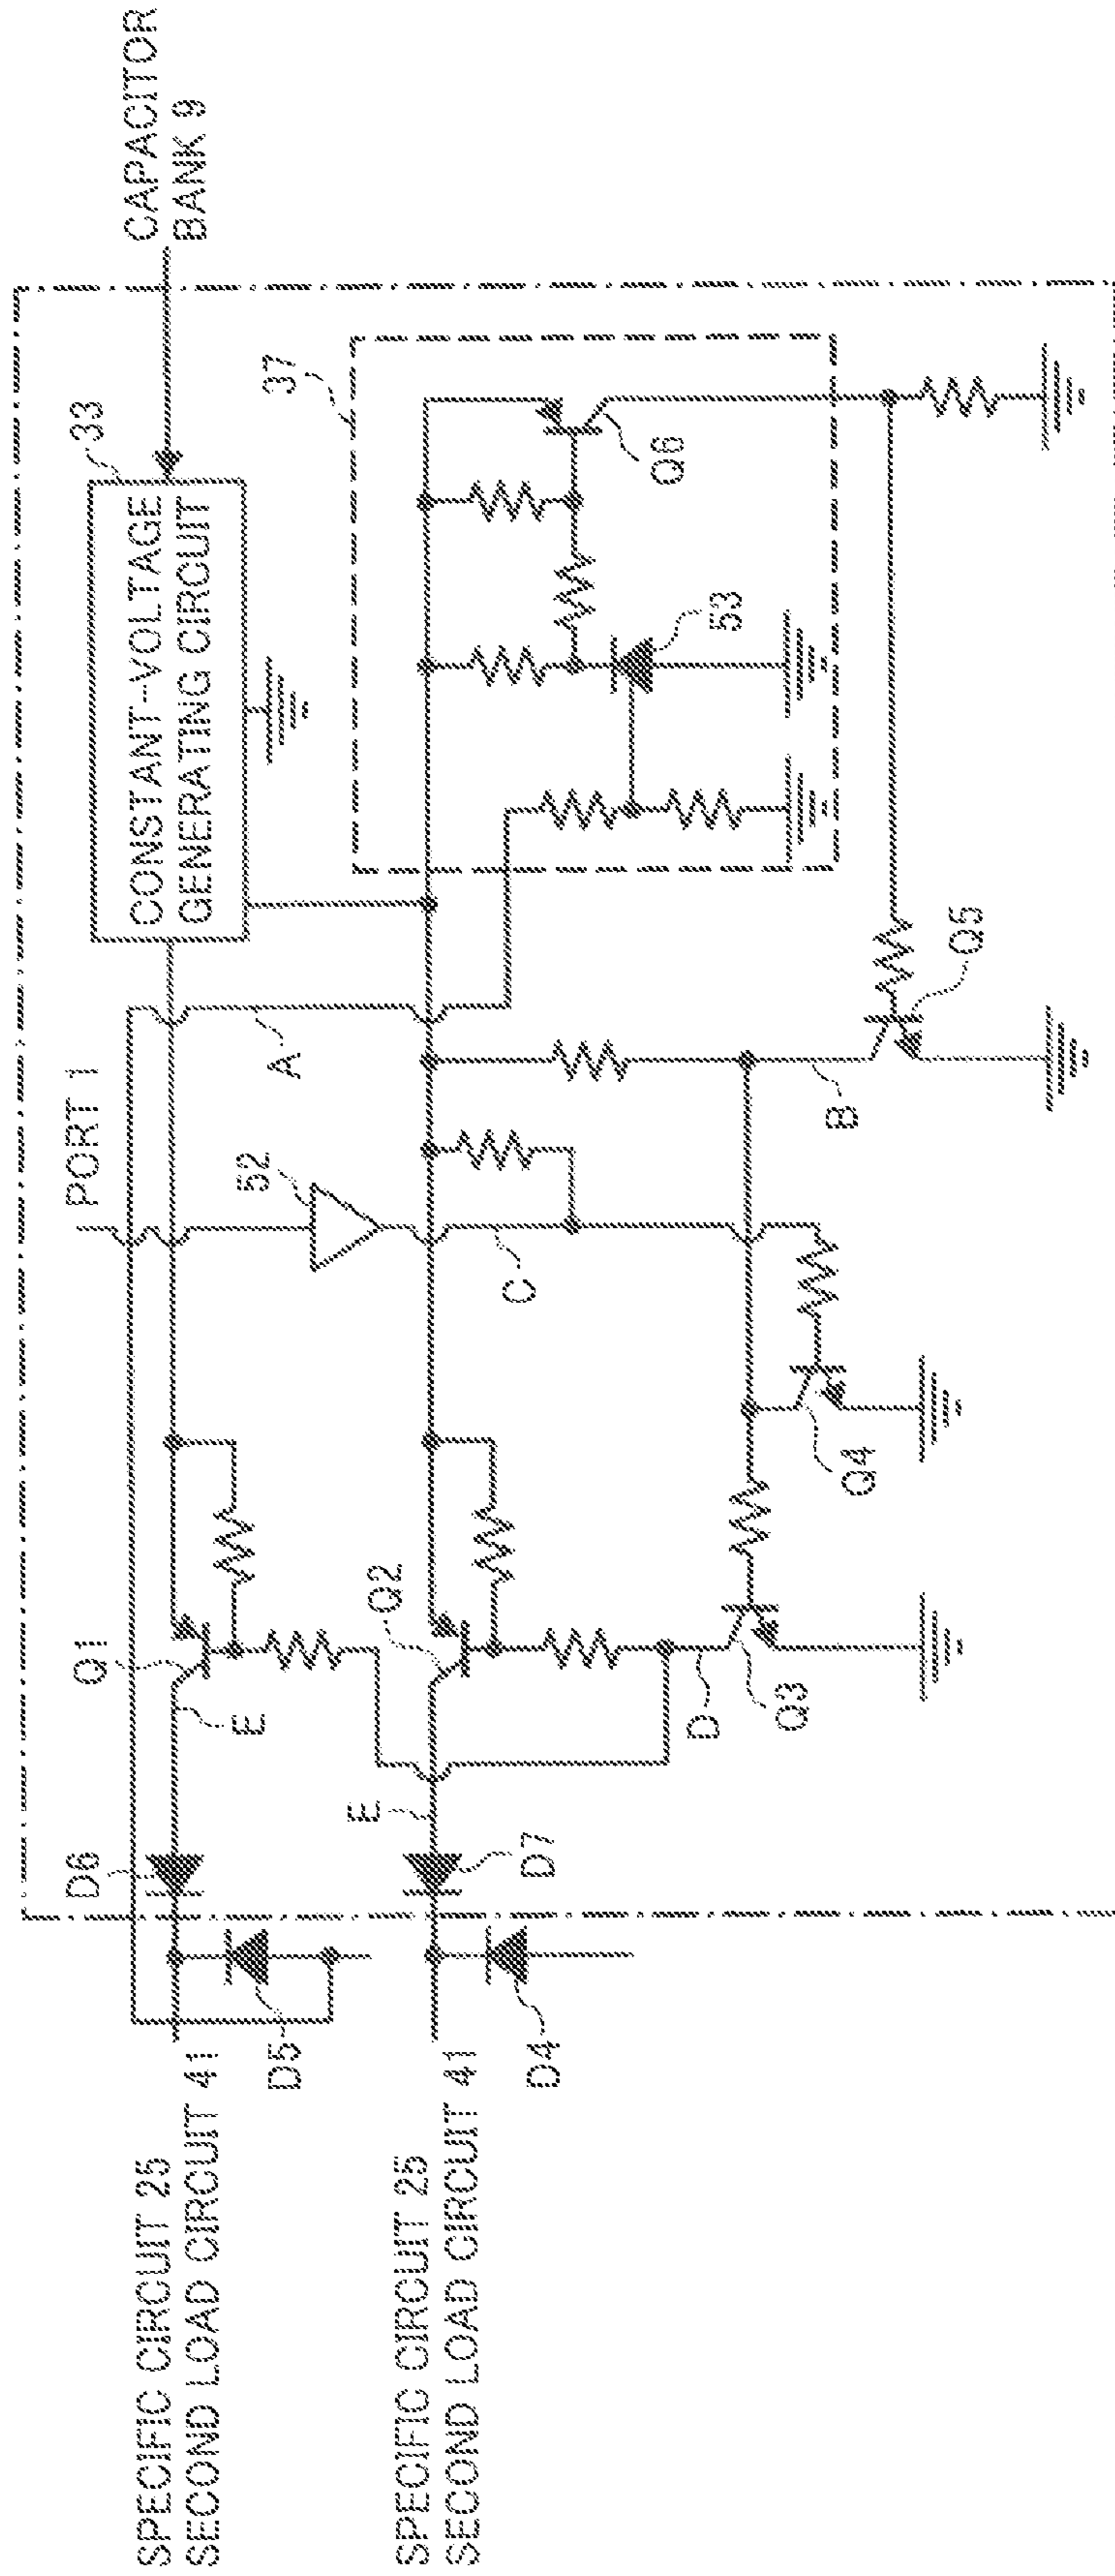 CAPACITOR
BANK 9
33
CONSTANT-VOLTAGE
GENERATING CIRCUIT
37
Q6
53
PORT 1
A
52
C
B
Q5
Q4
Q1
E
Q2
D
Q3
E
D6
D7
D5
D4
SPECIFIC CIRCUIT 25
SECOND LOAD CIRCUIT 41
SPECIFIC CIRCUIT 25
SECOND LOAD CIRCUIT 41